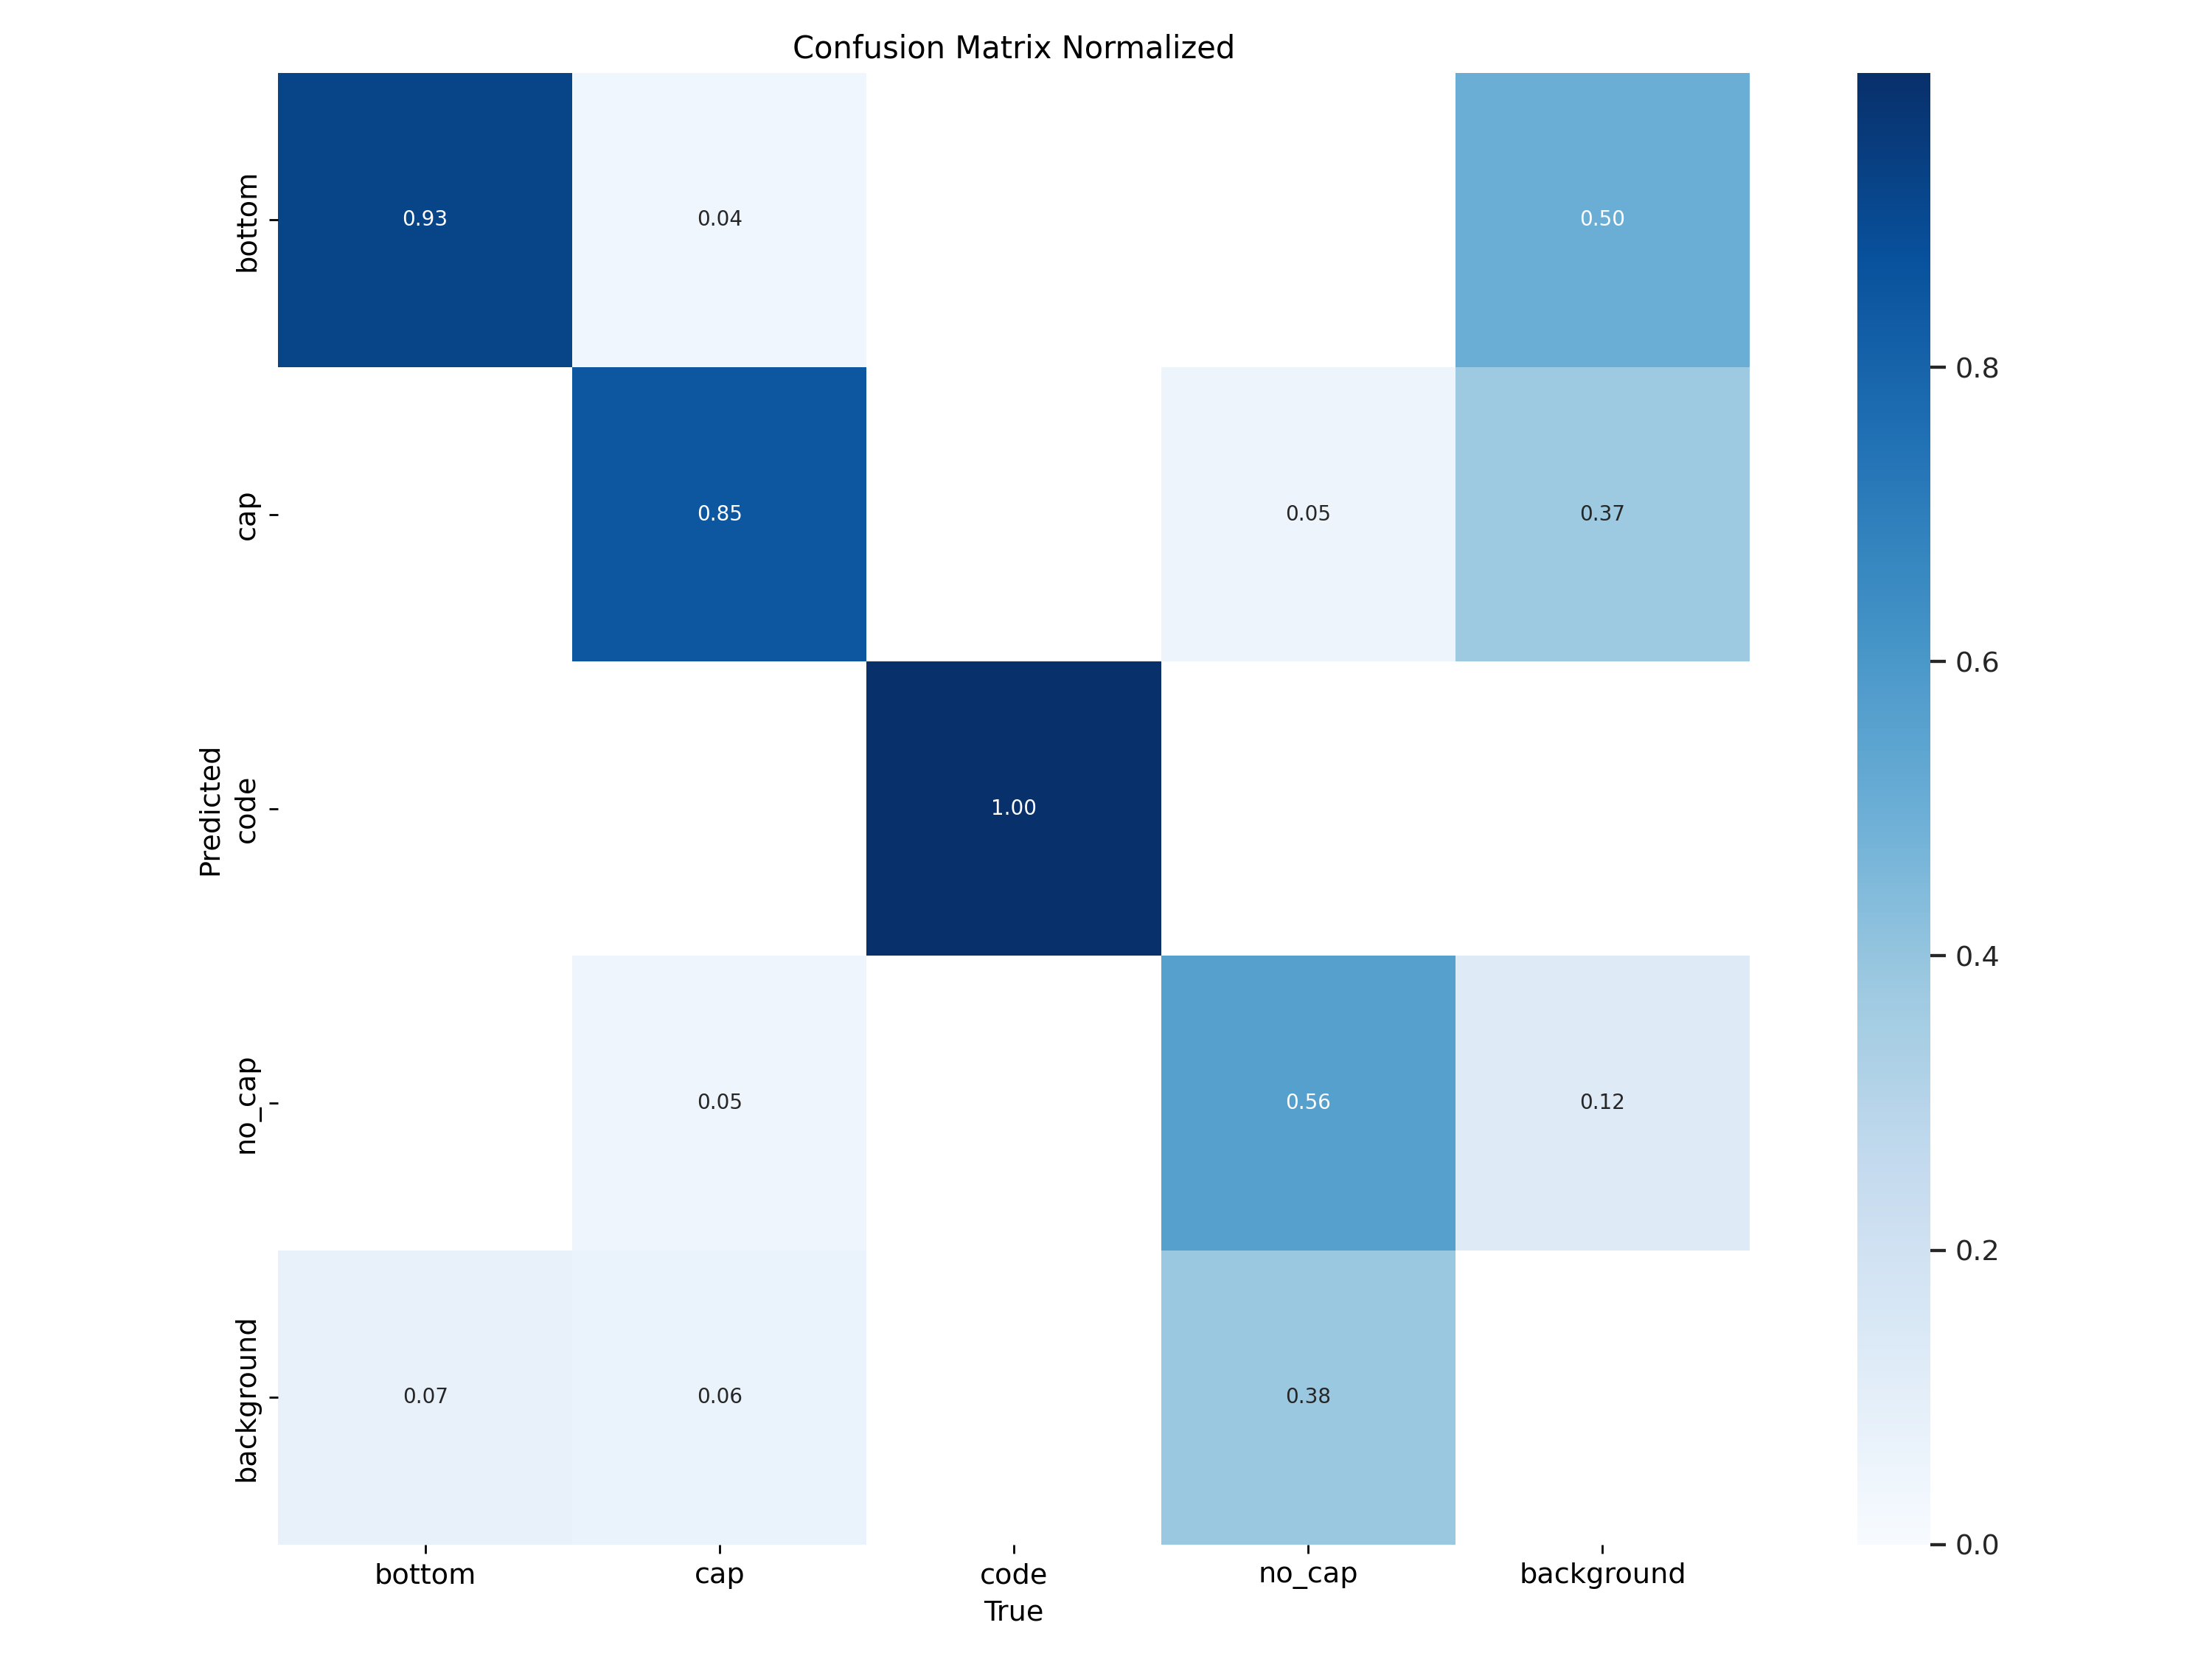 Confusion Matrix Normalized
bottom 0.93 0.04 0.50
cap 0.85 0.05 0.37
code 1.00
no_cap 0.05 0.56 0.12
background 0.07 0.06 0.38
Predicted
bottom cap code no_cap background
True
0.8
0.6
0.4
0.2
0.0